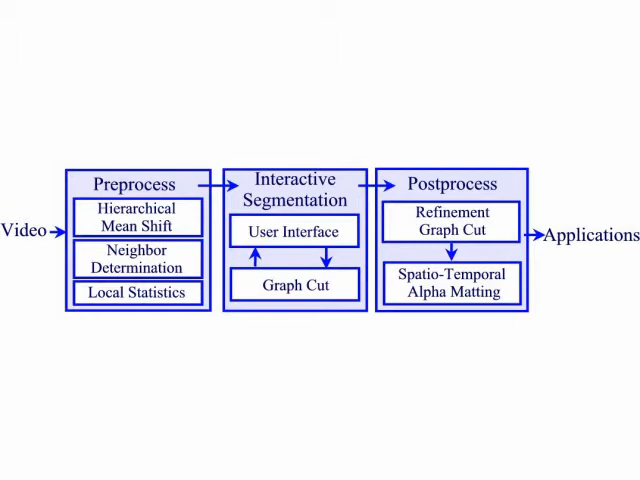 Video
Preprocess
Hierarchical
Mean Shift
Neighbor
Determination
Local Statistics
Interactive
Segmentation
User Interface
Graph Cut
Postprocess
Refinement
Graph Cut
Spatio-Temporal
Alpha Matting
Applications